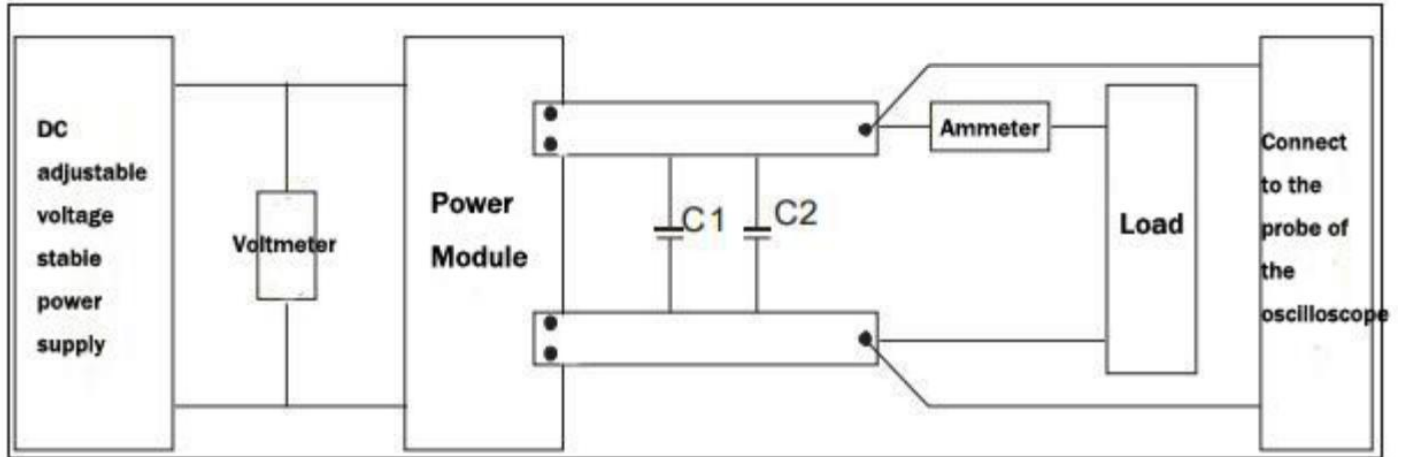 DC
adjustable
voltage
stable
power
supply
Voltmeter
Power
Module
C1
C2
Ammeter
Load
Connect
to the
probe of
the
oscilloscope